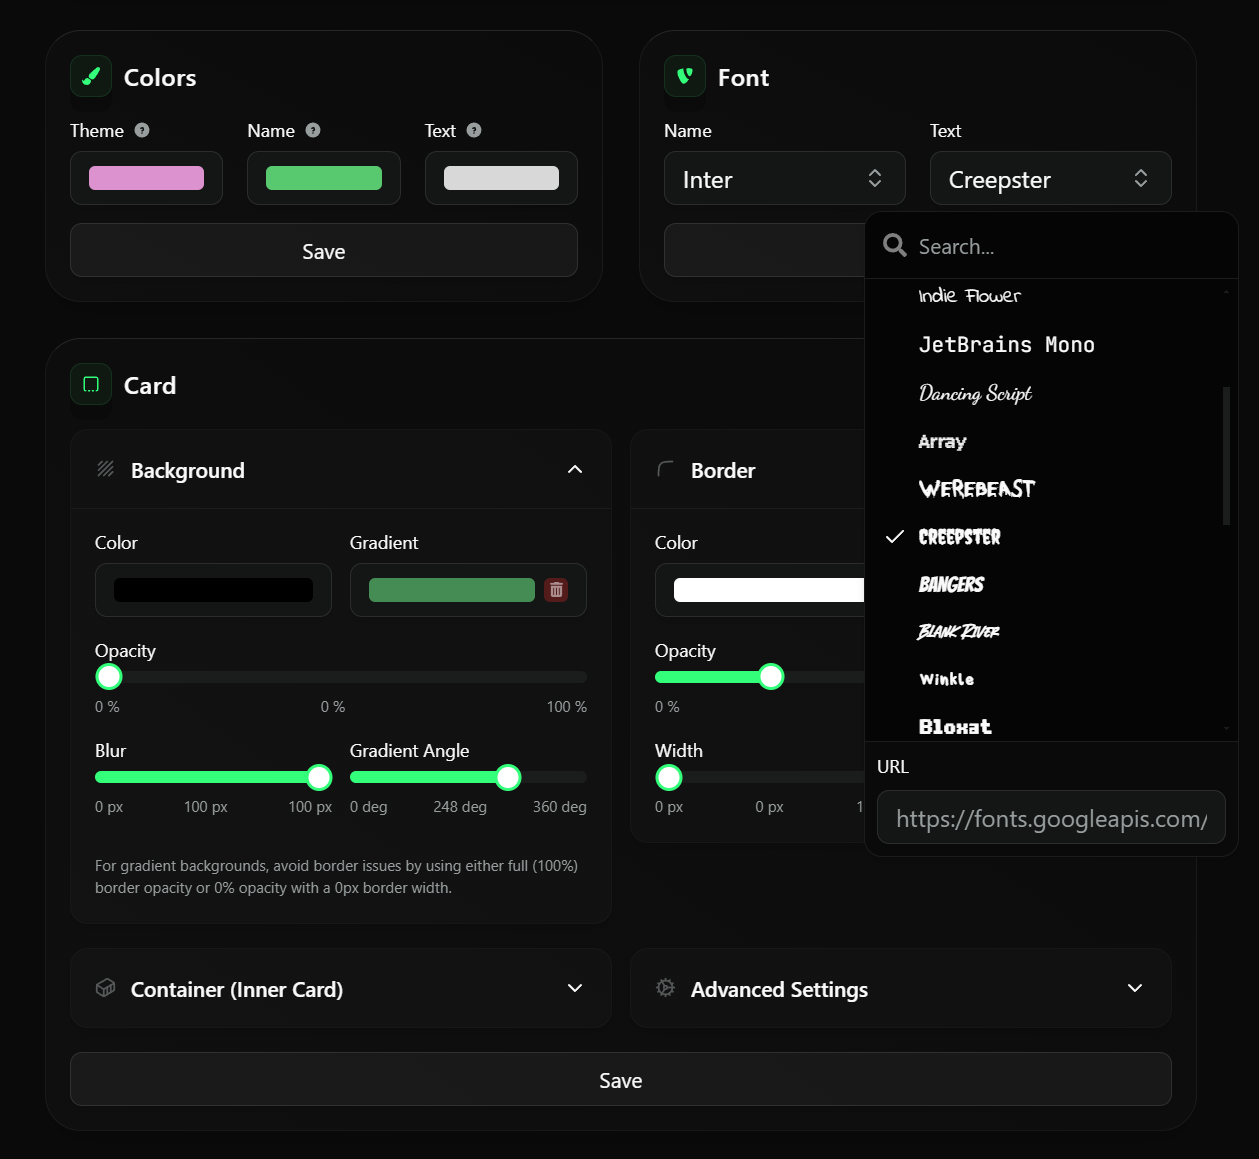 Colors
Theme ?
Name ?
Text ?
Save
Font
Name
Text
Inter
Creepster
Search...
Indie Flower
JetBrains Mono
Dancing Script
Array
WEREBEAST
CREEPSTER
BANGERS
BLANK RIVER
Winkle
Bloxat
URL
https://fonts.googleapis.com/
Card
Background
Color
Gradient
Opacity
0 %
0 %
100 %
Blur
Gradient Angle
0 px
100 px
100 px
0 deg
248 deg
360 deg
For gradient backgrounds, avoid border issues by using either full (100%)
border opacity or 0% opacity with a 0px border width.
Border
Color
Opacity
0 %
Width
0 px
0 px
1
Container (Inner Card)
Advanced Settings
Save